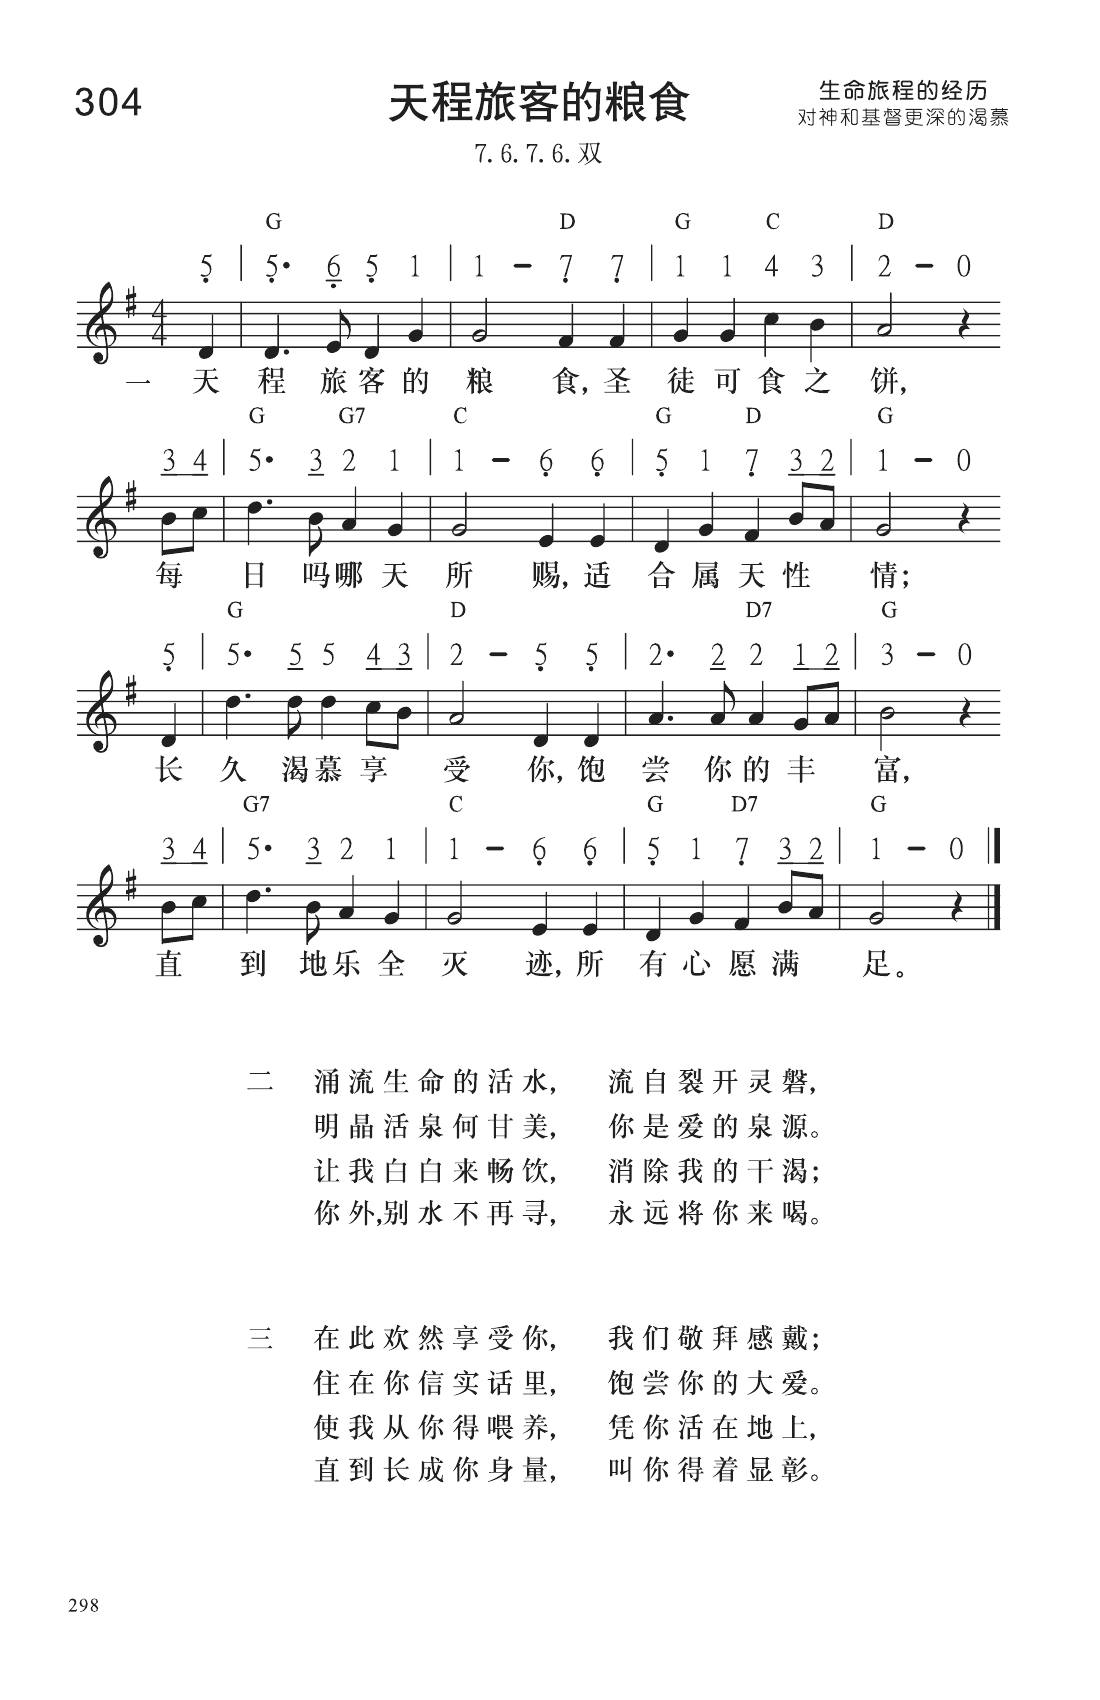 304
天程旅客的粮食
生命旅程的经历
对神和基督更深的渴慕
7. 6. 7. 6. 双
G D G C D
5 | 5· 6 5 1 | 1 - 7 7 | 1 1 4 3 | 2 - 0
4
4
一 天 程 旅 客 的 粮 食, 圣 徒 可 食 之 饼,
G G7 C G D G
3 4 | 5· 3 2 1 | 1 - 6 6 | 5 1 7 3 2 | 1 - 0
每 日 吗 哪 天 所 赐, 适 合 属 天 性 情;
G D D7 G
5 | 5· 5 5 4 3 | 2 - 5 5 | 2· 2 2 1 2 | 3 - 0
长 久 渴 慕 享 受 你, 饱 尝 你 的 丰 富,
G7 C G D7 G
3 4 | 5· 3 2 1 | 1 - 6 6 | 5 1 7 3 2 | 1 - 0
直 到 地 乐 全 灭 迹, 所 有 心 愿 满 足。
二 涌流生命的活水, 流自裂开灵磐,
明晶活泉何甘美, 你是爱的泉源。
让我白白来畅饮, 消除我的干渴;
你外,别水不再寻, 永远将你来喝。
三 在此欢然享受你, 我们敬拜感戴;
住在你信实话里, 饱尝你的大爱。
使我从你得喂养, 凭你活在地上,
直到长成你身量, 叫你得着显彰。
298